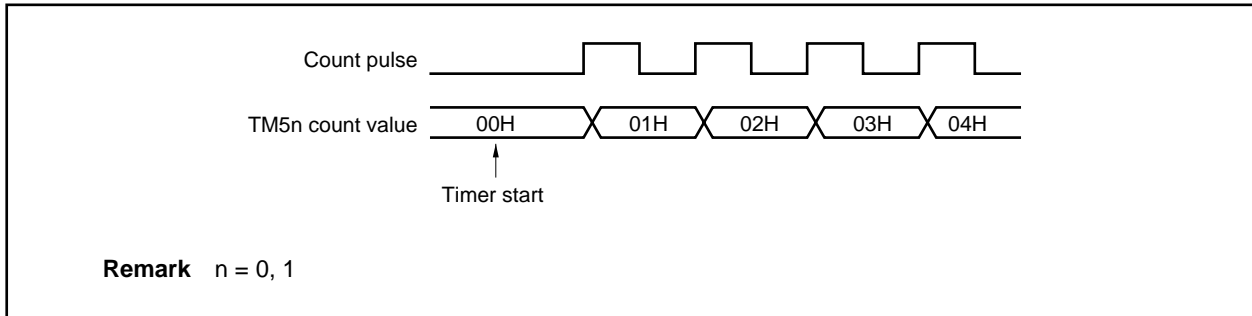 Count pulse
TM5n count value 00H 01H 02H 03H 04H
Timer start
Remark n = 0, 1